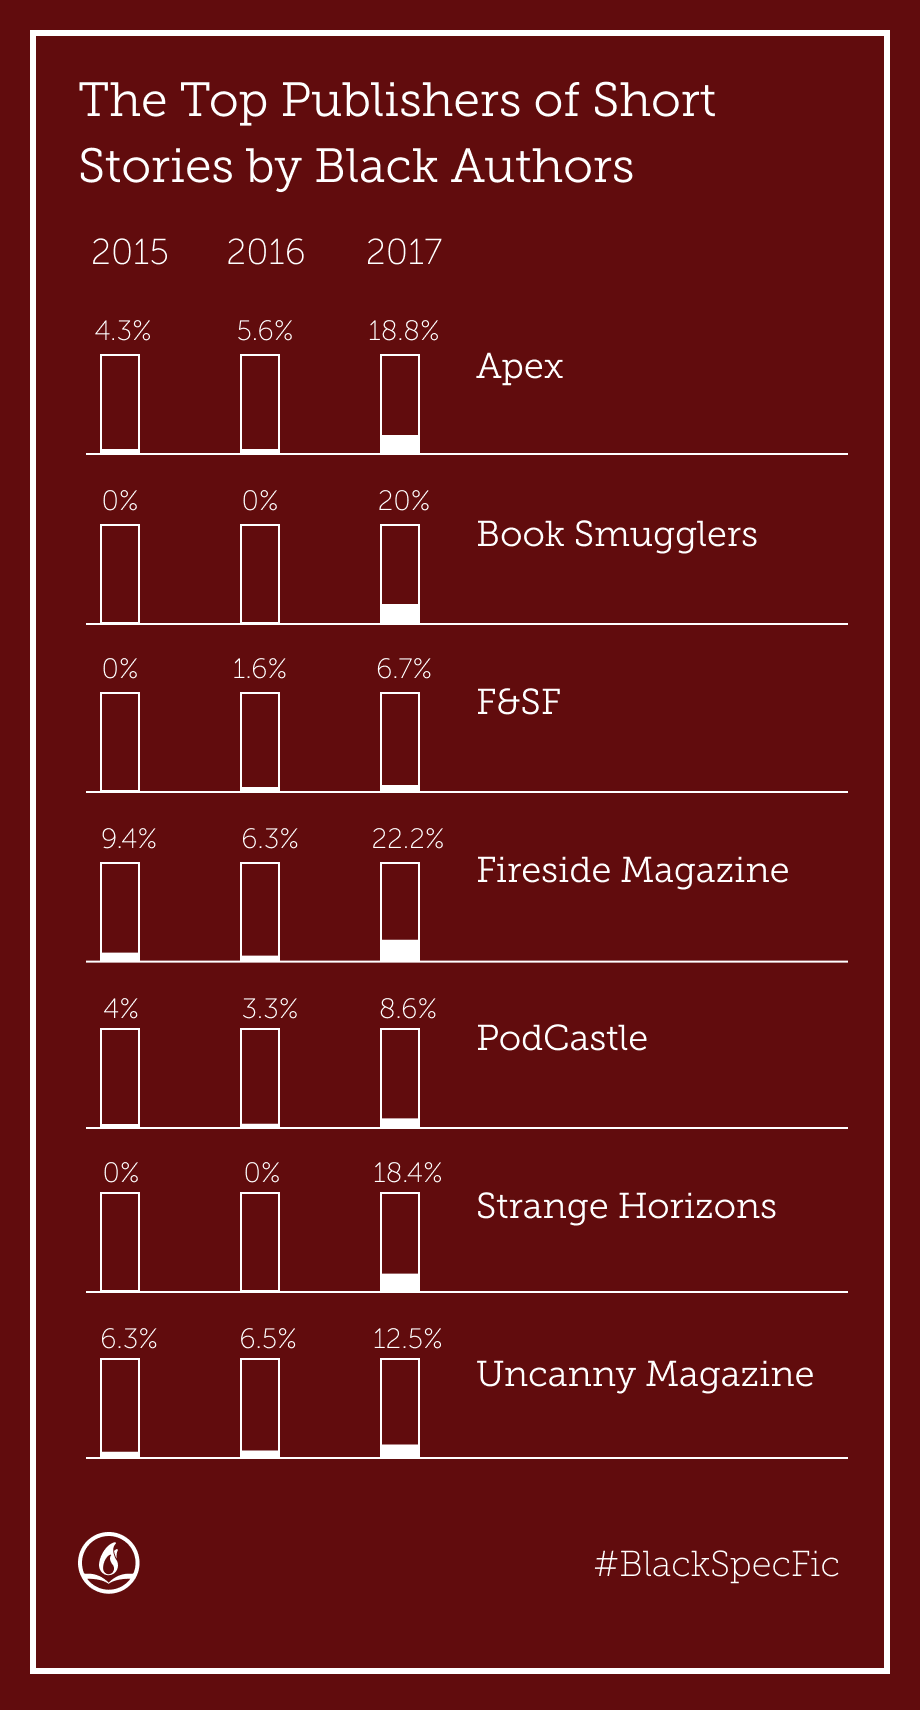 The Top Publishers of Short
Stories by Black Authors
2015 2016 2017
4.3% 5.6% 18.8%
Apex
0% 0% 20%
Book Smugglers
0% 1.6% 6.7%
F&SF
9.4% 6.3% 22.2%
Fireside Magazine
4% 3.3% 8.6%
PodCastle
0% 0% 18.4%
Strange Horizons
6.3% 6.5% 12.5%
Uncanny Magazine
#BlackSpecFic